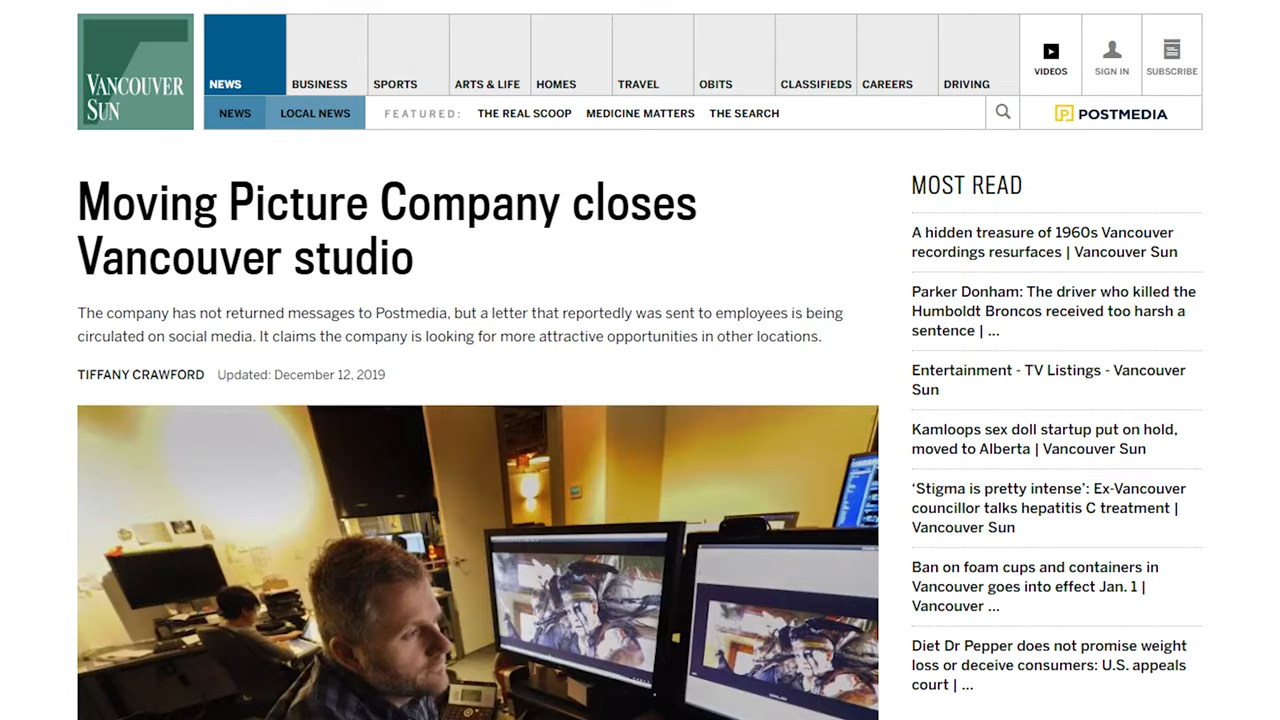 VANCOUVER
SUN
NEWS
BUSINESS
SPORTS
ARTS & LIFE
HOMES
TRAVEL
OBITS
CLASSIFIEDS
CAREERS
DRIVING
VIDEOS
SIGN IN
SUBSCRIBE
NEWS
LOCAL NEWS
FEATURED:
THE REAL SCOOP
MEDICINE MATTERS
THE SEARCH
POSTMEDIA
Moving Picture Company closes
Vancouver studio
The company has not returned messages to Postmedia, but a letter that reportedly was sent to employees is being
circulated on social media. It claims the company is looking for more attractive opportunities in other locations.
TIFFANY CRAWFORD Updated: December 12, 2019
MOST READ
A hidden treasure of 1960s Vancouver
recordings resurfaces | Vancouver Sun
Parker Donham: The driver who killed the
Humboldt Broncos received too harsh a
sentence | ...
Entertainment - TV Listings - Vancouver
Sun
Kamloops sex doll startup put on hold,
moved to Alberta | Vancouver Sun
‘Stigma is pretty intense’: Ex-Vancouver
councillor talks hepatitis C treatment |
Vancouver Sun
Ban on foam cups and containers in
Vancouver goes into effect Jan. 1 |
Vancouver ...
Diet Dr Pepper does not promise weight
loss or deceive consumers: U.S. appeals
court | ...